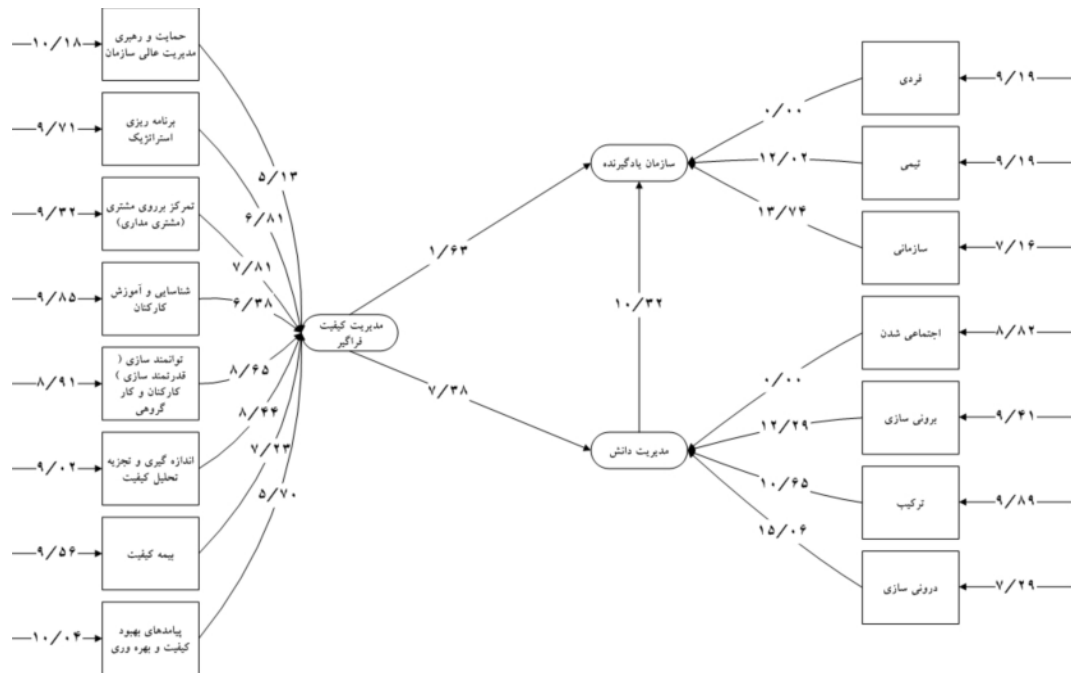 ۱۰/۱۸
حمایت و رهبری
مدیریت عالی سازمان
۹/۷۱
برنامه ریزی
استراتژیک
۹/۳۲
تمرکز برروی مشتری
(مشتری مداری)
۹/۸۵
شناسایی و آموزش
کارکنان
۸/۹۱
توانمند سازی (
قدرتمند سازی )
کارکنان و کار
گروهی
۹/۰۲
اندازه گیری و تجزیه
تحلیل کیفیت
۹/۵۶
بیمه کیفیت
۱۰/۰۴
پیامدهای بهبود
کیفیت و بهره وری
۵/۱۳
۶/۸۱
۷/۸۱
۶/۳۸
۸/۶۵
۸/۴۴
۷/۲۳
۵/۷۰
مدیریت کیفیت
فراگیر
۱/۶۳
۷/۳۸
سازمان یادگیرنده
۱۰/۳۲
مدیریت دانش
۰/۰۰
۱۲/۰۲
۱۳/۷۴
۰/۰۰
۱۲/۲۹
۱۰/۶۵
۱۵/۰۶
فردی
۹/۱۹
تیمی
۹/۱۹
سازمانی
۷/۱۶
اجتماعی شدن
۸/۸۲
برونی سازی
۹/۴۱
ترکیب
۹/۸۹
درونی سازی
۷/۲۹